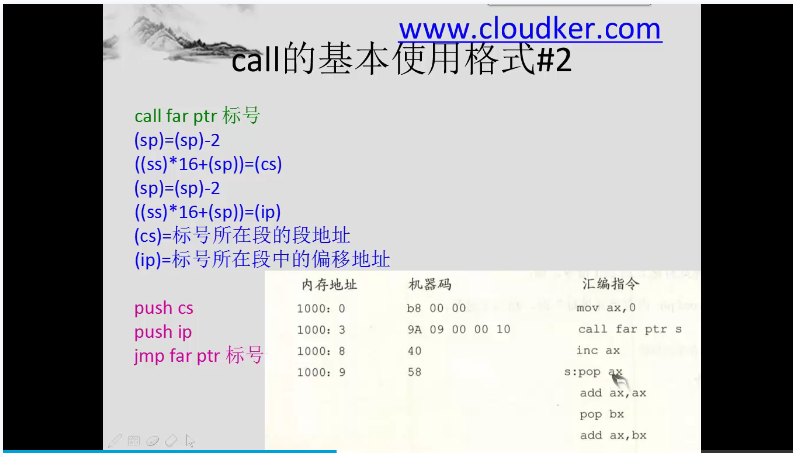 www.cloudker.com
call的基本使用格式#2
call far ptr 标号
(sp)=(sp)-2
((ss)*16+(sp))=(cs)
(sp)=(sp)-2
((ss)*16+(sp))=(ip)
(cs)=标号所在段的段地址
(ip)=标号所在段中的偏移地址
push cs
push ip
jmp far ptr 标号
内存地址 机器码 汇编指令
1000：0 b8 00 00 mov ax,0
1000：3 9A 09 00 00 10 call far ptr s
1000：8 40 inc ax
1000：9 58 s:pop ax
add ax,ax
pop bx
add ax,bx